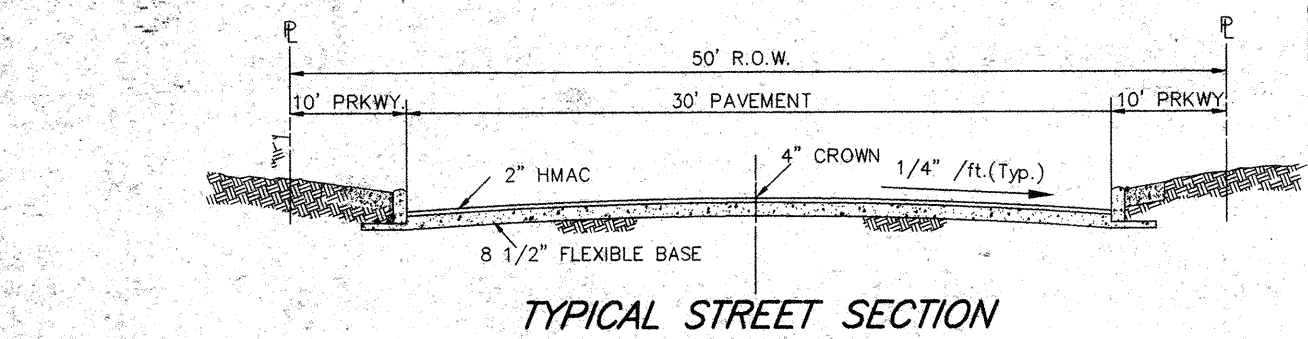 ℄ ℄
50' R.O.W.
10' PRKWY. 30' PAVEMENT 10' PRKWY
4" CROWN
2" HMAC
1/4" /ft.(Typ.)
8 1/2" FLEXIBLE BASE
TYPICAL STREET SECTION